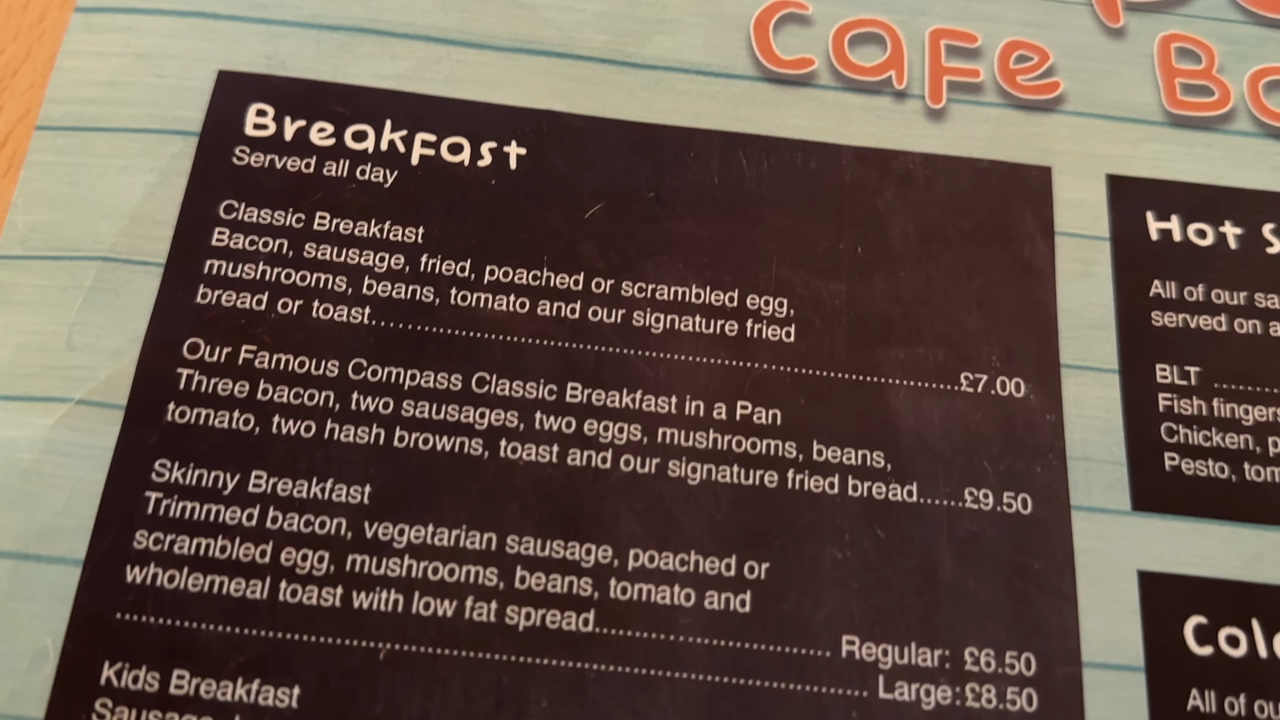 Cafe
Breakfast
Served all day
Classic Breakfast
Bacon, sausage, fried, poached or scrambled egg,
mushrooms, beans, tomato and our signature fried
bread or toast..........£7.00
Our Famous Compass Classic Breakfast in a Pan
Three bacon, two sausages, two eggs, mushrooms, beans,
tomato, two hash browns, toast and our signature fried bread......£9.50
Skinny Breakfast
Trimmed bacon, vegetarian sausage, poached or
scrambled egg, mushrooms, beans, tomato and
wholemeal toast with low fat spread.......... Regular: £6.50
.......... Large:£8.50
Kids Breakfast
Hot
All of our
served on
BLT ........
Fish
Chicken,
Pesto,
All of